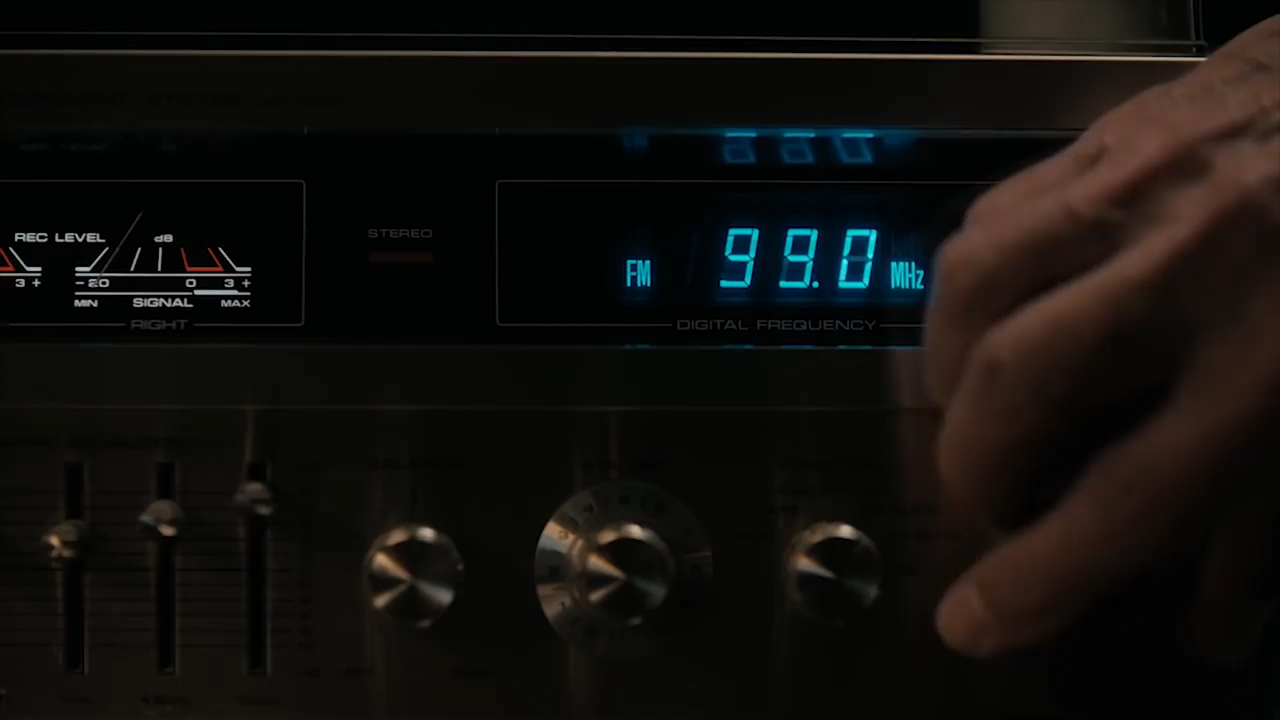 FM 99.0 MHz
STEREO
REC LEVEL dB
3 + -20 0 3 +
MIN SIGNAL MAX
RIGHT
DIGITAL FREQUENCY